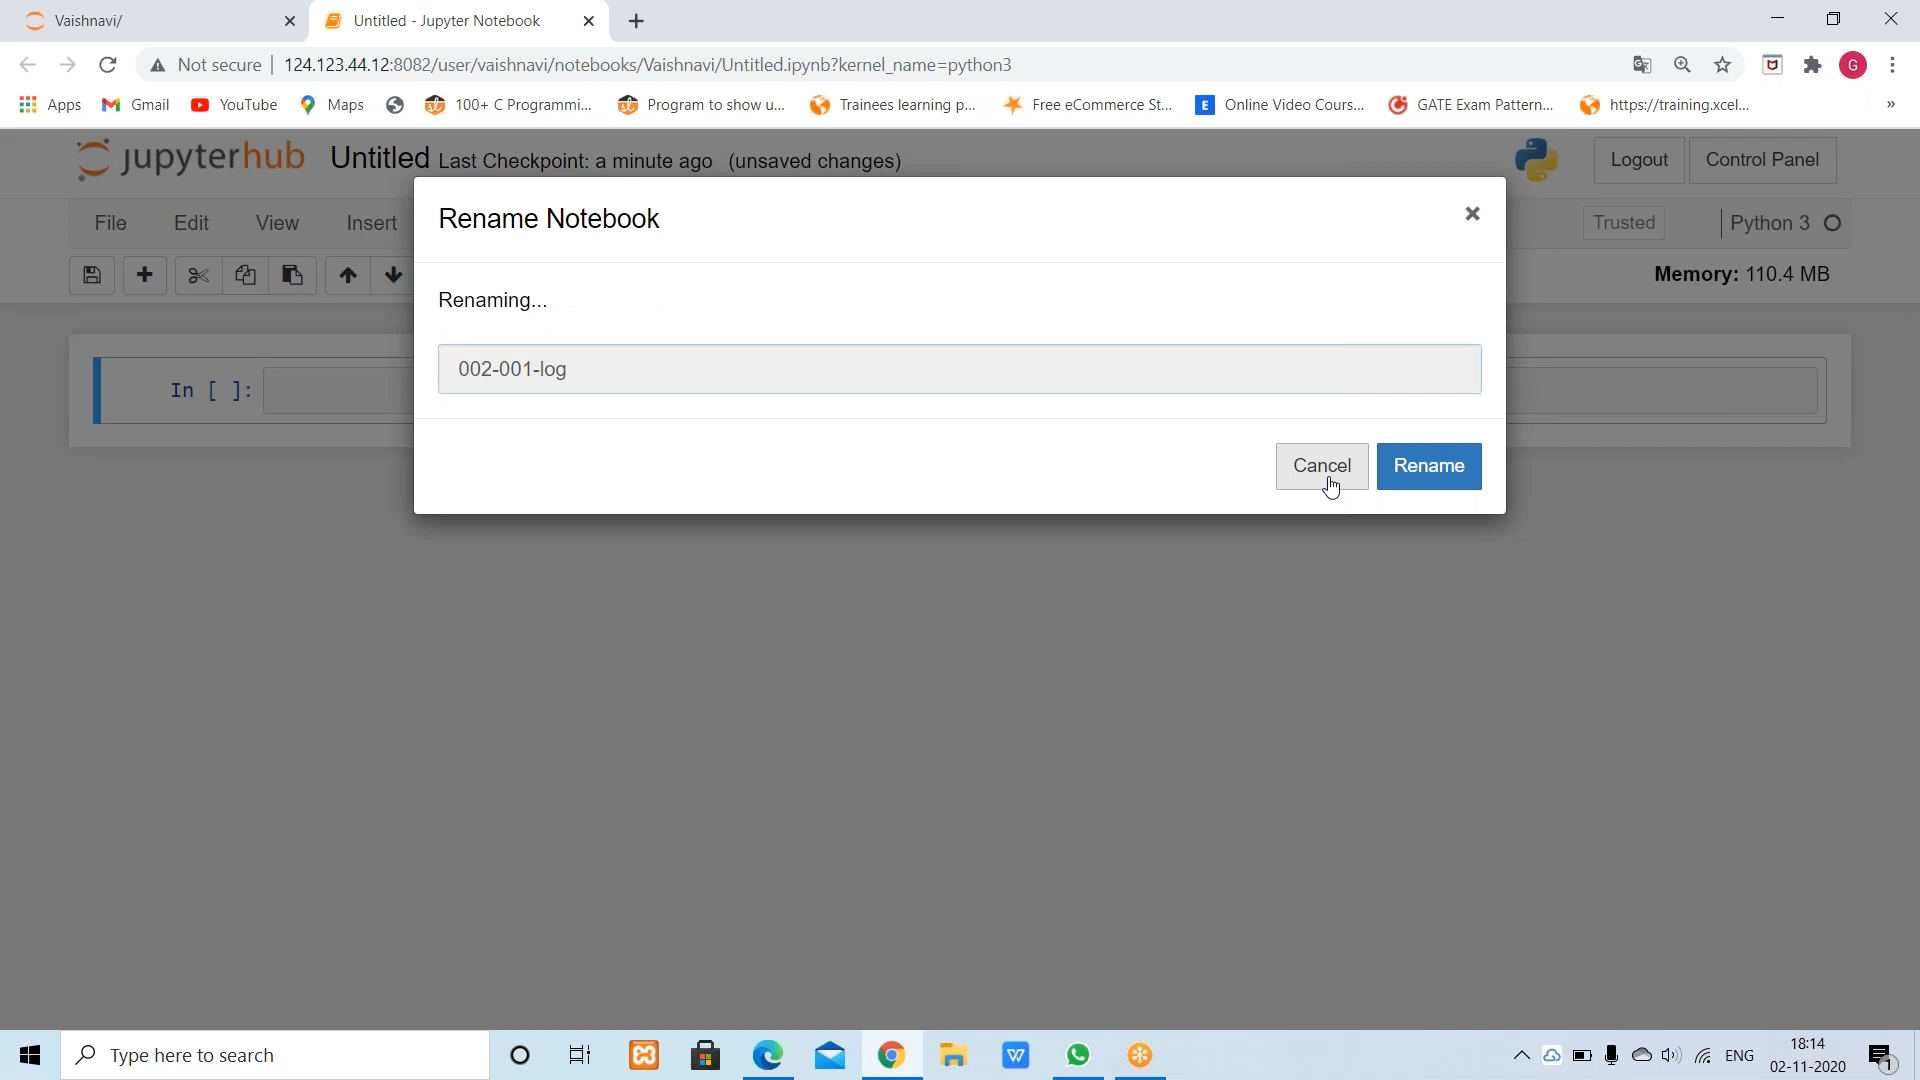 Vaishnavi/
Untitled - Jupyter Notebook
Not secure | 124.123.44.12:8082/user/vaishnavi/notebooks/Vaishnavi/Untitled.ipynb?kernel_name=python3
G
Apps Gmail YouTube Maps 100+ C Programmi... Program to show u... Trainees learning p... Free eCommerce St... E Online Video Cours... GATE Exam Pattern... https://training.xcel... »
jupyterhub Untitled Last Checkpoint: a minute ago (unsaved changes) Logout Control Panel
File Edit View Insert Trusted Python 3
Rename Notebook
Memory: 110.4 MB
Renaming...
002-001-log
In [ ]:
Cancel Rename
Type here to search
W
ENG
18:14
02-11-2020
1